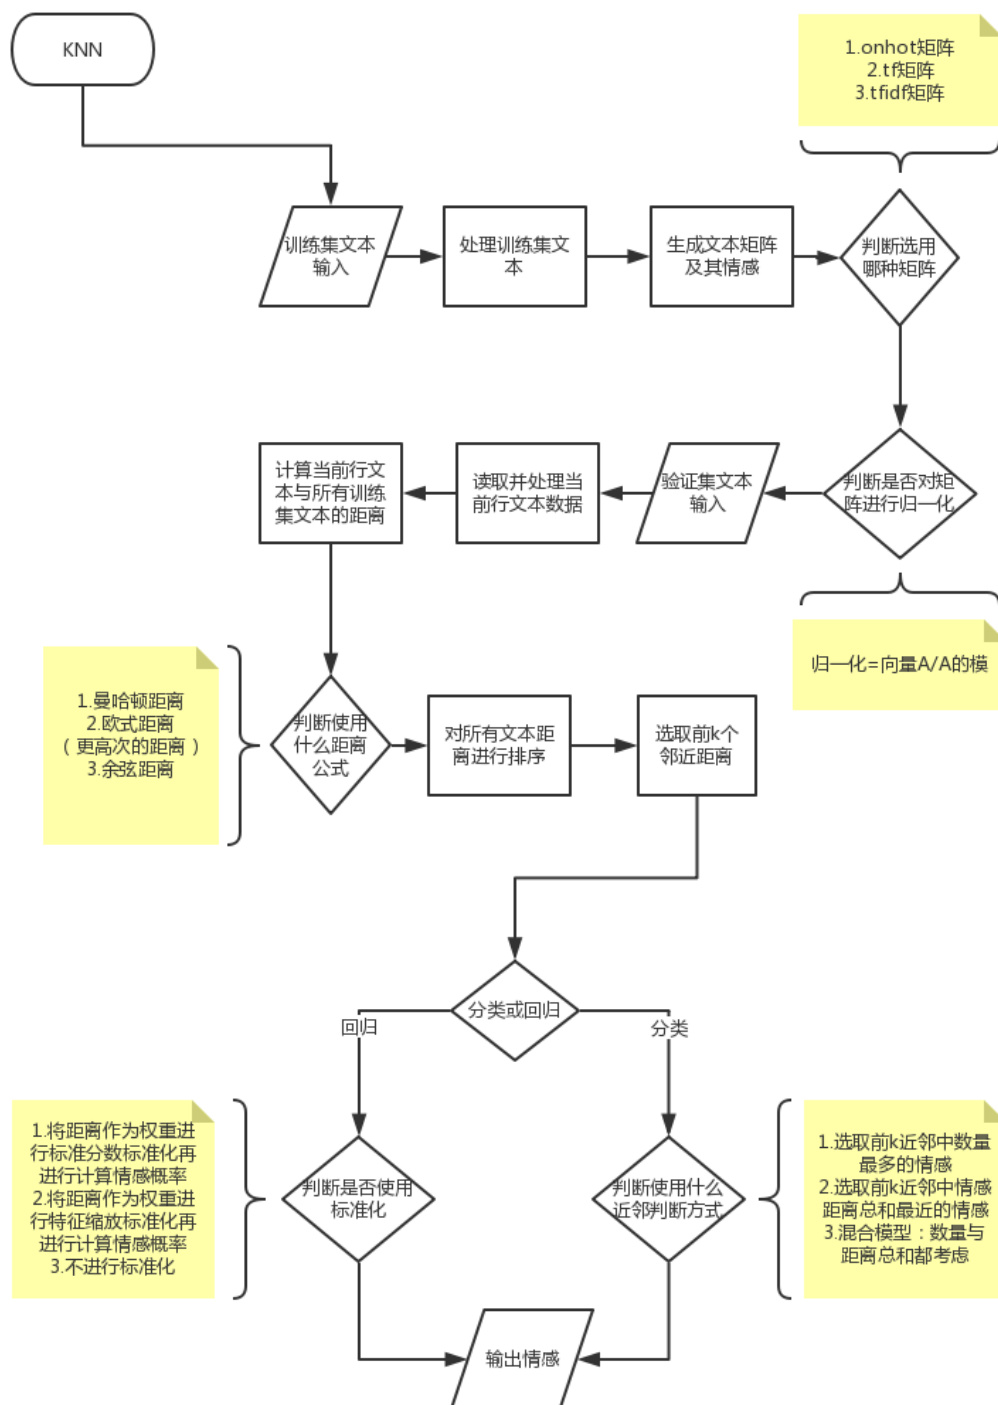 KNN
1.onhot矩阵
2.tf矩阵
3.tfidf矩阵
训练集文本
输入
处理训练集文
本
生成文本矩阵
及其情感
判断选用
哪种矩阵
计算当前行文
本与所有训练
集文本的距离
读取并处理当
前行文本数据
验证集文本
输入
判断是否对矩
阵进行归一化
归一化=向量A/A的模
1.曼哈顿距离
2.欧式距离
（更高次的距离）
3.余弦距离
判断使用
什么距离
公式
对所有文本距
离进行排序
选取前k个
邻近距离
分类或回归
回归
分类
1.将距离作为权重进
行标准分数标准化再
进行计算情感概率
2.将距离作为权重进
行特征缩放标准化再
进行计算情感概率
3.不进行标准化
判断是否使用
标准化
判断使用什么
近邻判断方式
1.选取前k近邻中数量
最多的情感
2.选取前k近邻中情感
距离总和最近的情感
3.混合模型：数量与
距离总和都考虑
输出情感